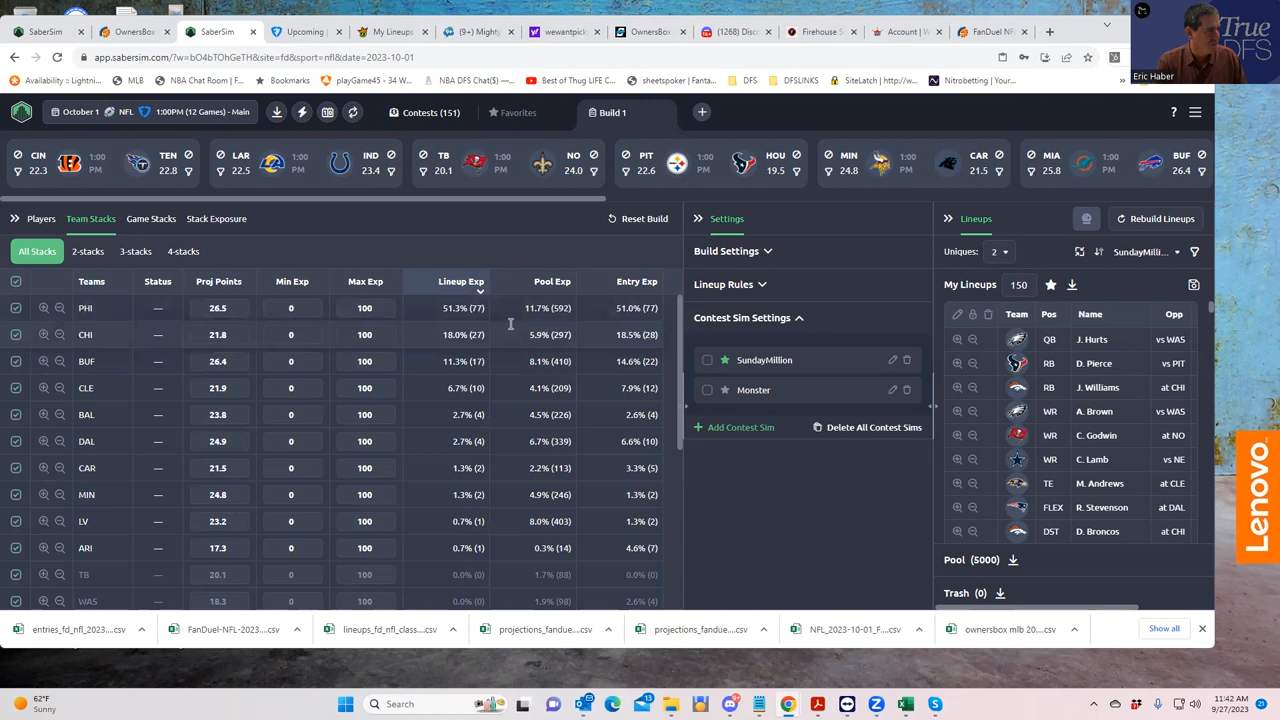 SaberSim
OwnersBox
SaberSim
Upcoming
My Lineups
(9+) Mighty
wewantpick
OwnersBox
(1268) Disc
Firehouse S
Account | W
FanDuel NF
True
DFS
Eric Haber
app.sabersim.com/?w=bO4bTOhGeTH&site=fd&sport=nfl&date=2023-10-01
Availability :: Lightni...
MLB
NBA Chat Room (
Bookmarks
playGame45 - 34 W...
NBA DFS Chat($) —...
Best of Thug LIFE C...
sheetspoker | Fanta...
DFS
DFSLINKS
SiteLatch | http://w...
Nitrobetting | Your...
October 1 NFL 1:00PM (12 Games) - Main
Contests (151)
Favorites
Build 1
+
?
CIN 22.3 1:00 PM TEN 22.8
LAR 22.5 1:00 PM IND 23.4
TB 20.1 1:00 PM NO 24.0
PIT 22.6 1:00 PM HOU 19.5
MIN 24.8 1:00 PM CAR 21.5
MIA 25.8 1:00 PM BUF 26.4
Players Team Stacks Game Stacks Stack Exposure Reset Build
All Stacks 2-stacks 3-stacks 4-stacks
Teams Status Proj Points Min Exp Max Exp Lineup Exp Pool Exp Entry Exp
PHI — 26.5 0 100 51.3% (77) 11.7% (592) 51.0% (77)
CHI — 21.8 0 100 18.0% (27) 5.9% (297) 18.5% (28)
BUF — 26.4 0 100 11.3% (17) 8.1% (410) 14.6% (22)
CLE — 21.9 0 100 6.7% (10) 4.1% (209) 7.9% (12)
BAL — 23.8 0 100 2.7% (4) 4.5% (226) 2.6% (4)
DAL — 24.9 0 100 2.7% (4) 6.7% (339) 6.6% (10)
CAR — 21.5 0 100 1.3% (2) 2.2% (113) 3.3% (5)
MIN — 24.8 0 100 1.3% (2) 4.9% (246) 1.3% (2)
LV — 23.2 0 100 0.7% (1) 8.0% (403) 1.3% (2)
ARI — 17.3 0 100 0.7% (1) 0.3% (14) 4.6% (7)
TB — 20.1 0 100 0.0% (0) 1.7% (88) 0.0% (0)
WAS — 18.3 0 100 0.0% (0) 1.9% (98) 2.6% (4)
Settings
Build Settings
Lineup Rules
Contest Sim Settings
SundayMillion
Monster
+ Add Contest Sim
Delete All Contest Sims
Lineups
Rebuild Lineups
Uniques: 2
SundayMilli...
My Lineups 150
Team Pos Name Opp
QB J. Hurts vs WAS
RB D. Pierce vs PIT
RB J. Williams at CHI
WR A. Brown vs WAS
WR C. Godwin at NO
WR C. Lamb vs NE
TE M. Andrews at CLE
FLEX R. Stevenson at DAL
DST D. Broncos at CHI
Pool (5000)
Trash (0)
Lenovo
entries_fd_nfl_2023....csv
FanDuel-NFL-2023....csv
lineups_fd_nfl_class....csv
projections_fandue....csv
projections_fandue....csv
NFL_2023-10-01_F....csv
ownersbox mlb 20....csv
Show all
62°F
Sunny
Search
13
11:42 AM
9/27/2023
21